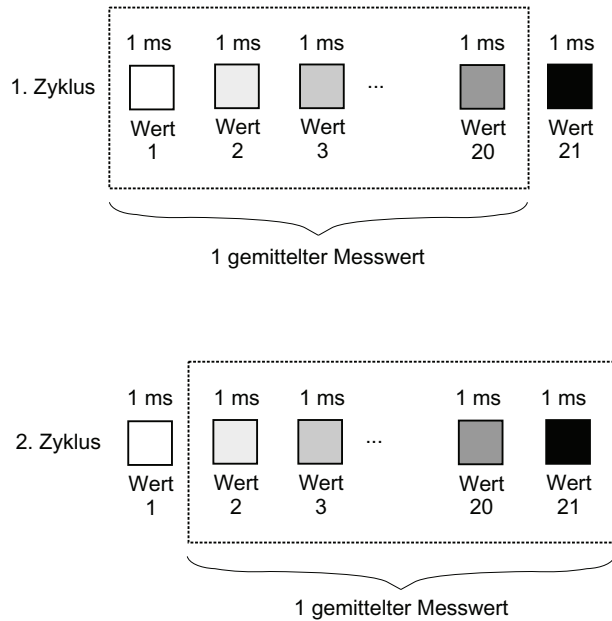 1 ms 1 ms 1 ms 1 ms 1 ms
1. Zyklus ...
Wert Wert Wert Wert Wert
1 2 3 20 21
1 gemittelter Messwert
1 ms 1 ms 1 ms 1 ms 1 ms
2. Zyklus ...
Wert Wert Wert Wert Wert
1 2 3 20 21
1 gemittelter Messwert